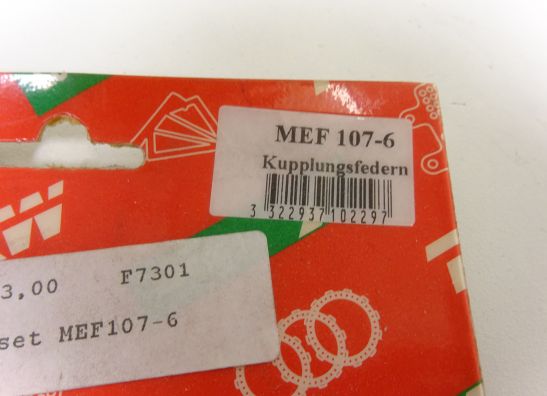 MEF 107-6
Kupplungsfedern
3 322937 102297
W
3,00 F7301
set MEF107-6